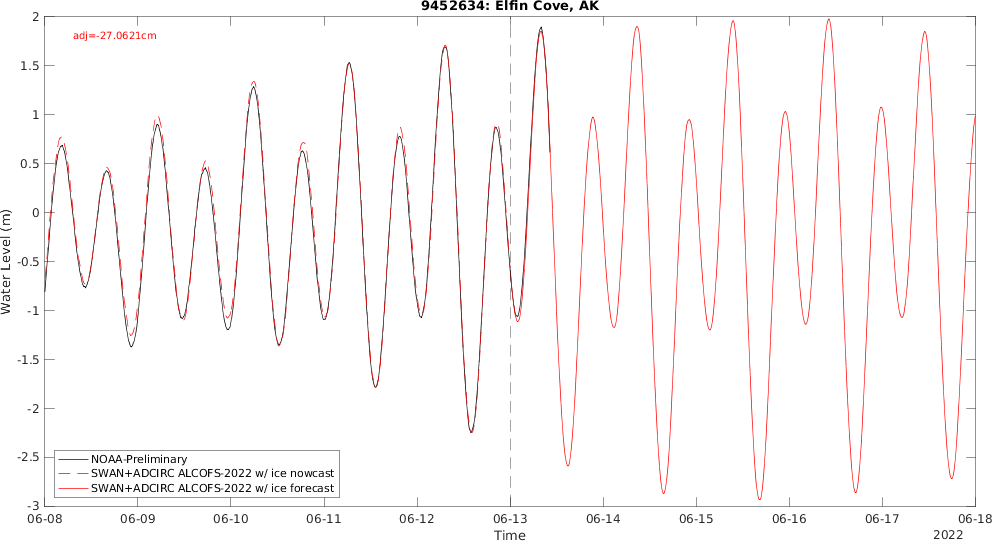 9452634: Elfin Cove, AK
adj=-27.0621cm
Water Level (m)
2
1.5
1
0.5
0
-0.5
-1
-1.5
-2
-2.5
-3
NOAA-Preliminary
SWAN+ADCIRC ALCOFS-2022 w/ ice nowcast
SWAN+ADCIRC ALCOFS-2022 w/ ice forecast
06-08 06-09 06-10 06-11 06-12 06-13 06-14 06-15 06-16 06-17 06-18
Time
2022